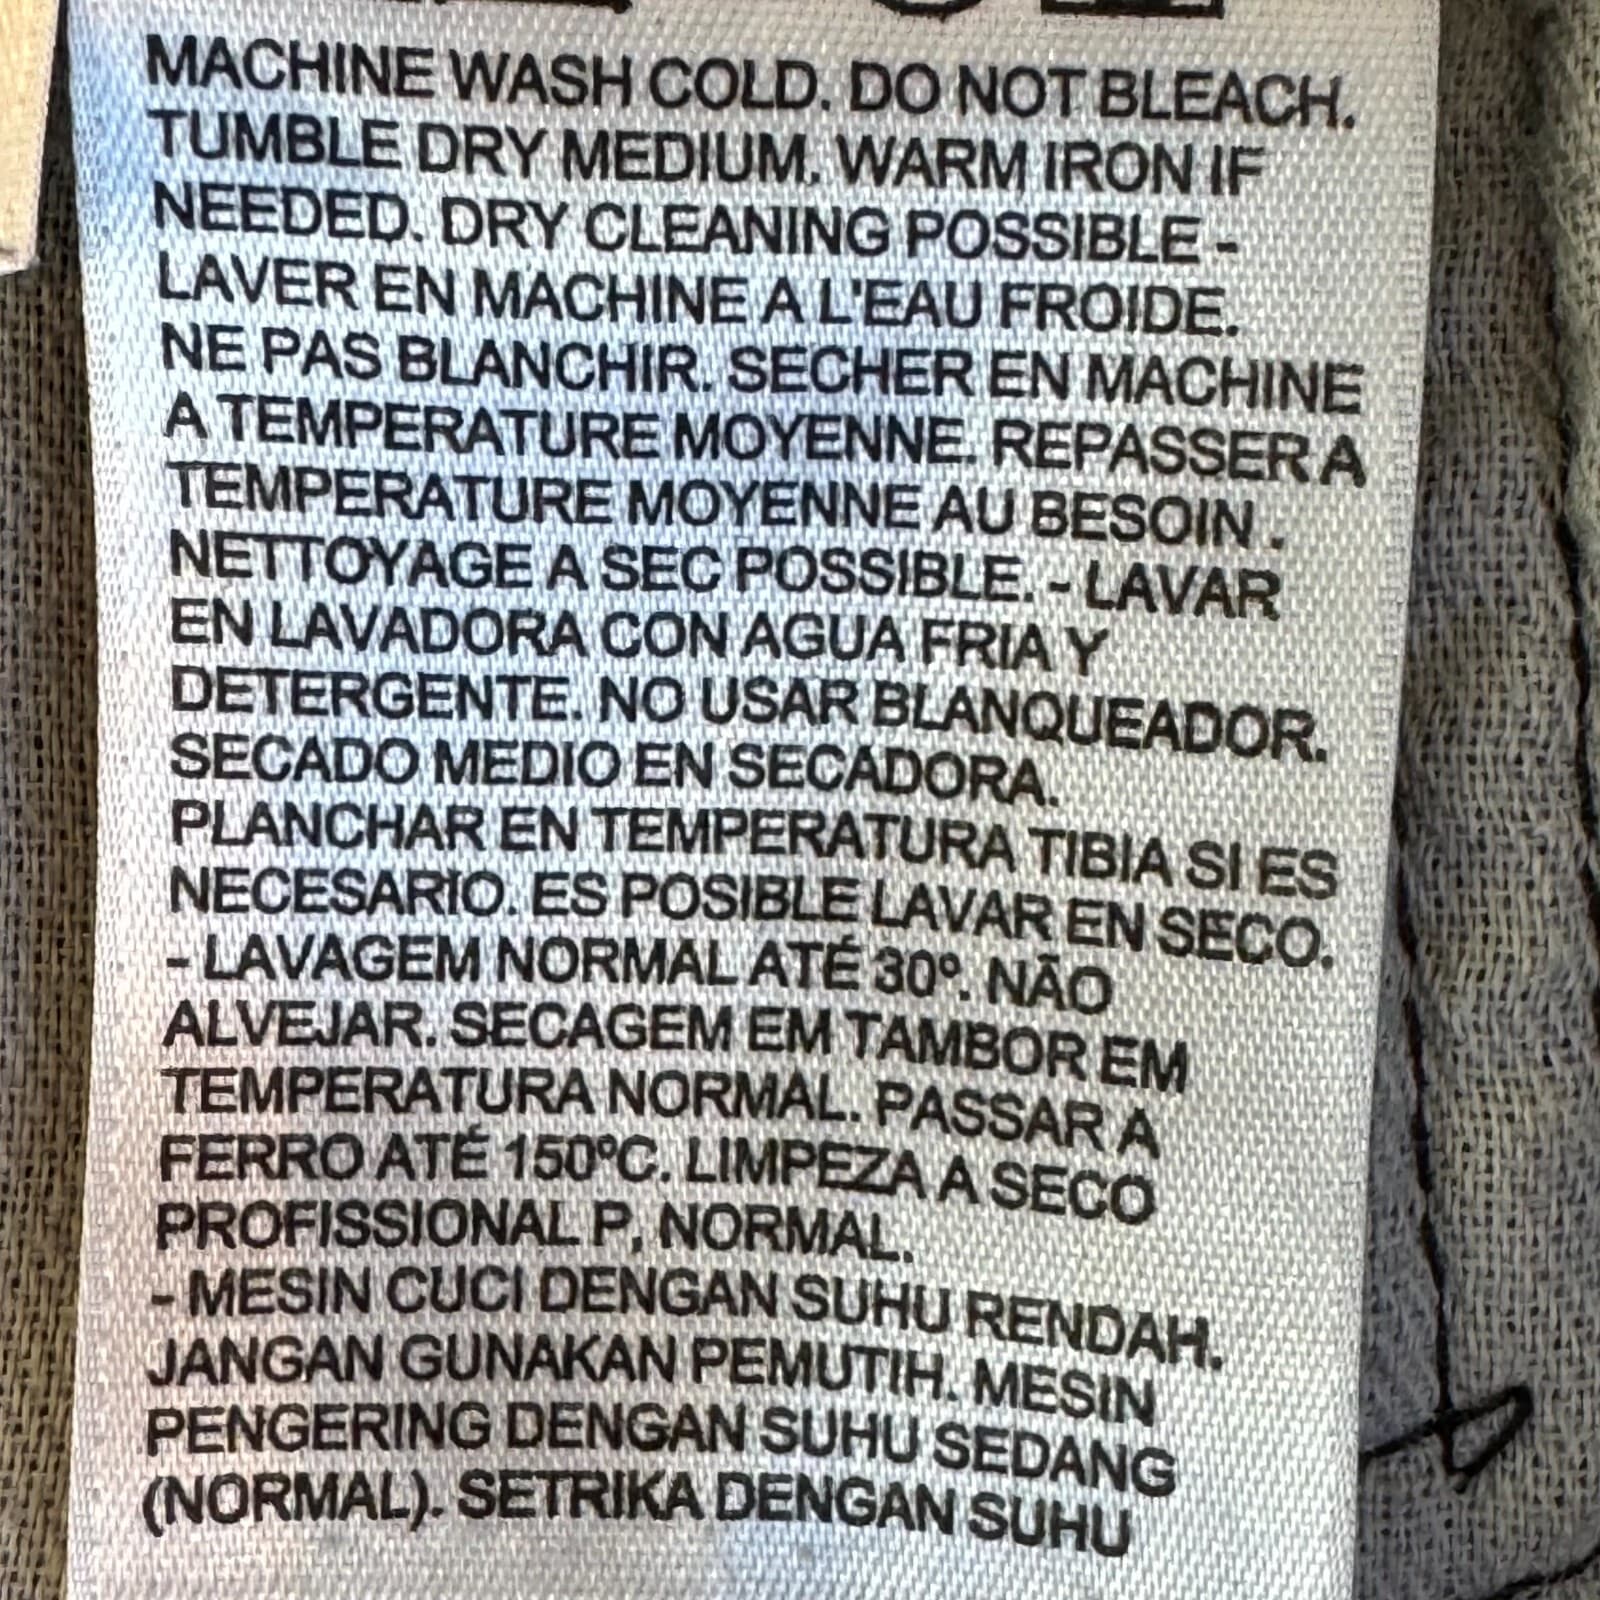 MACHINE WASH COLD. DO NOT BLEACH.
TUMBLE DRY MEDIUM. WARM IRON IF
NEEDED. DRY CLEANING POSSIBLE -
LAVER EN MACHINE A L'EAU FROIDE.
NE PAS BLANCHIR. SECHER EN MACHINE
A TEMPERATURE MOYENNE. REPASSER A
TEMPERATURE MOYENNE AU BESOIN .
NETTOYAGE A SEC POSSIBLE. - LAVAR
EN LAVADORA CON AGUA FRIA Y
DETERGENTE. NO USAR BLANQUEADOR.
SECADO MEDIO EN SECADORA.
PLANCHAR EN TEMPERATURA TIBIA SI ES
NECESARIO. ES POSIBLE LAVAR EN SECO.
- LAVAGEM NORMAL ATÉ 30º. NÃO
ALVEJAR. SECAGEM EM TAMBOR EM
TEMPERATURA NORMAL. PASSAR A
FERRO ATÉ 150ºC. LIMPEZA A SECO
PROFISSIONAL P, NORMAL.
- MESIN CUCI DENGAN SUHU RENDAH.
JANGAN GUNAKAN PEMUTIH. MESIN
PENGERING DENGAN SUHU SEDANG
(NORMAL). SETRIKA DENGAN SUHU